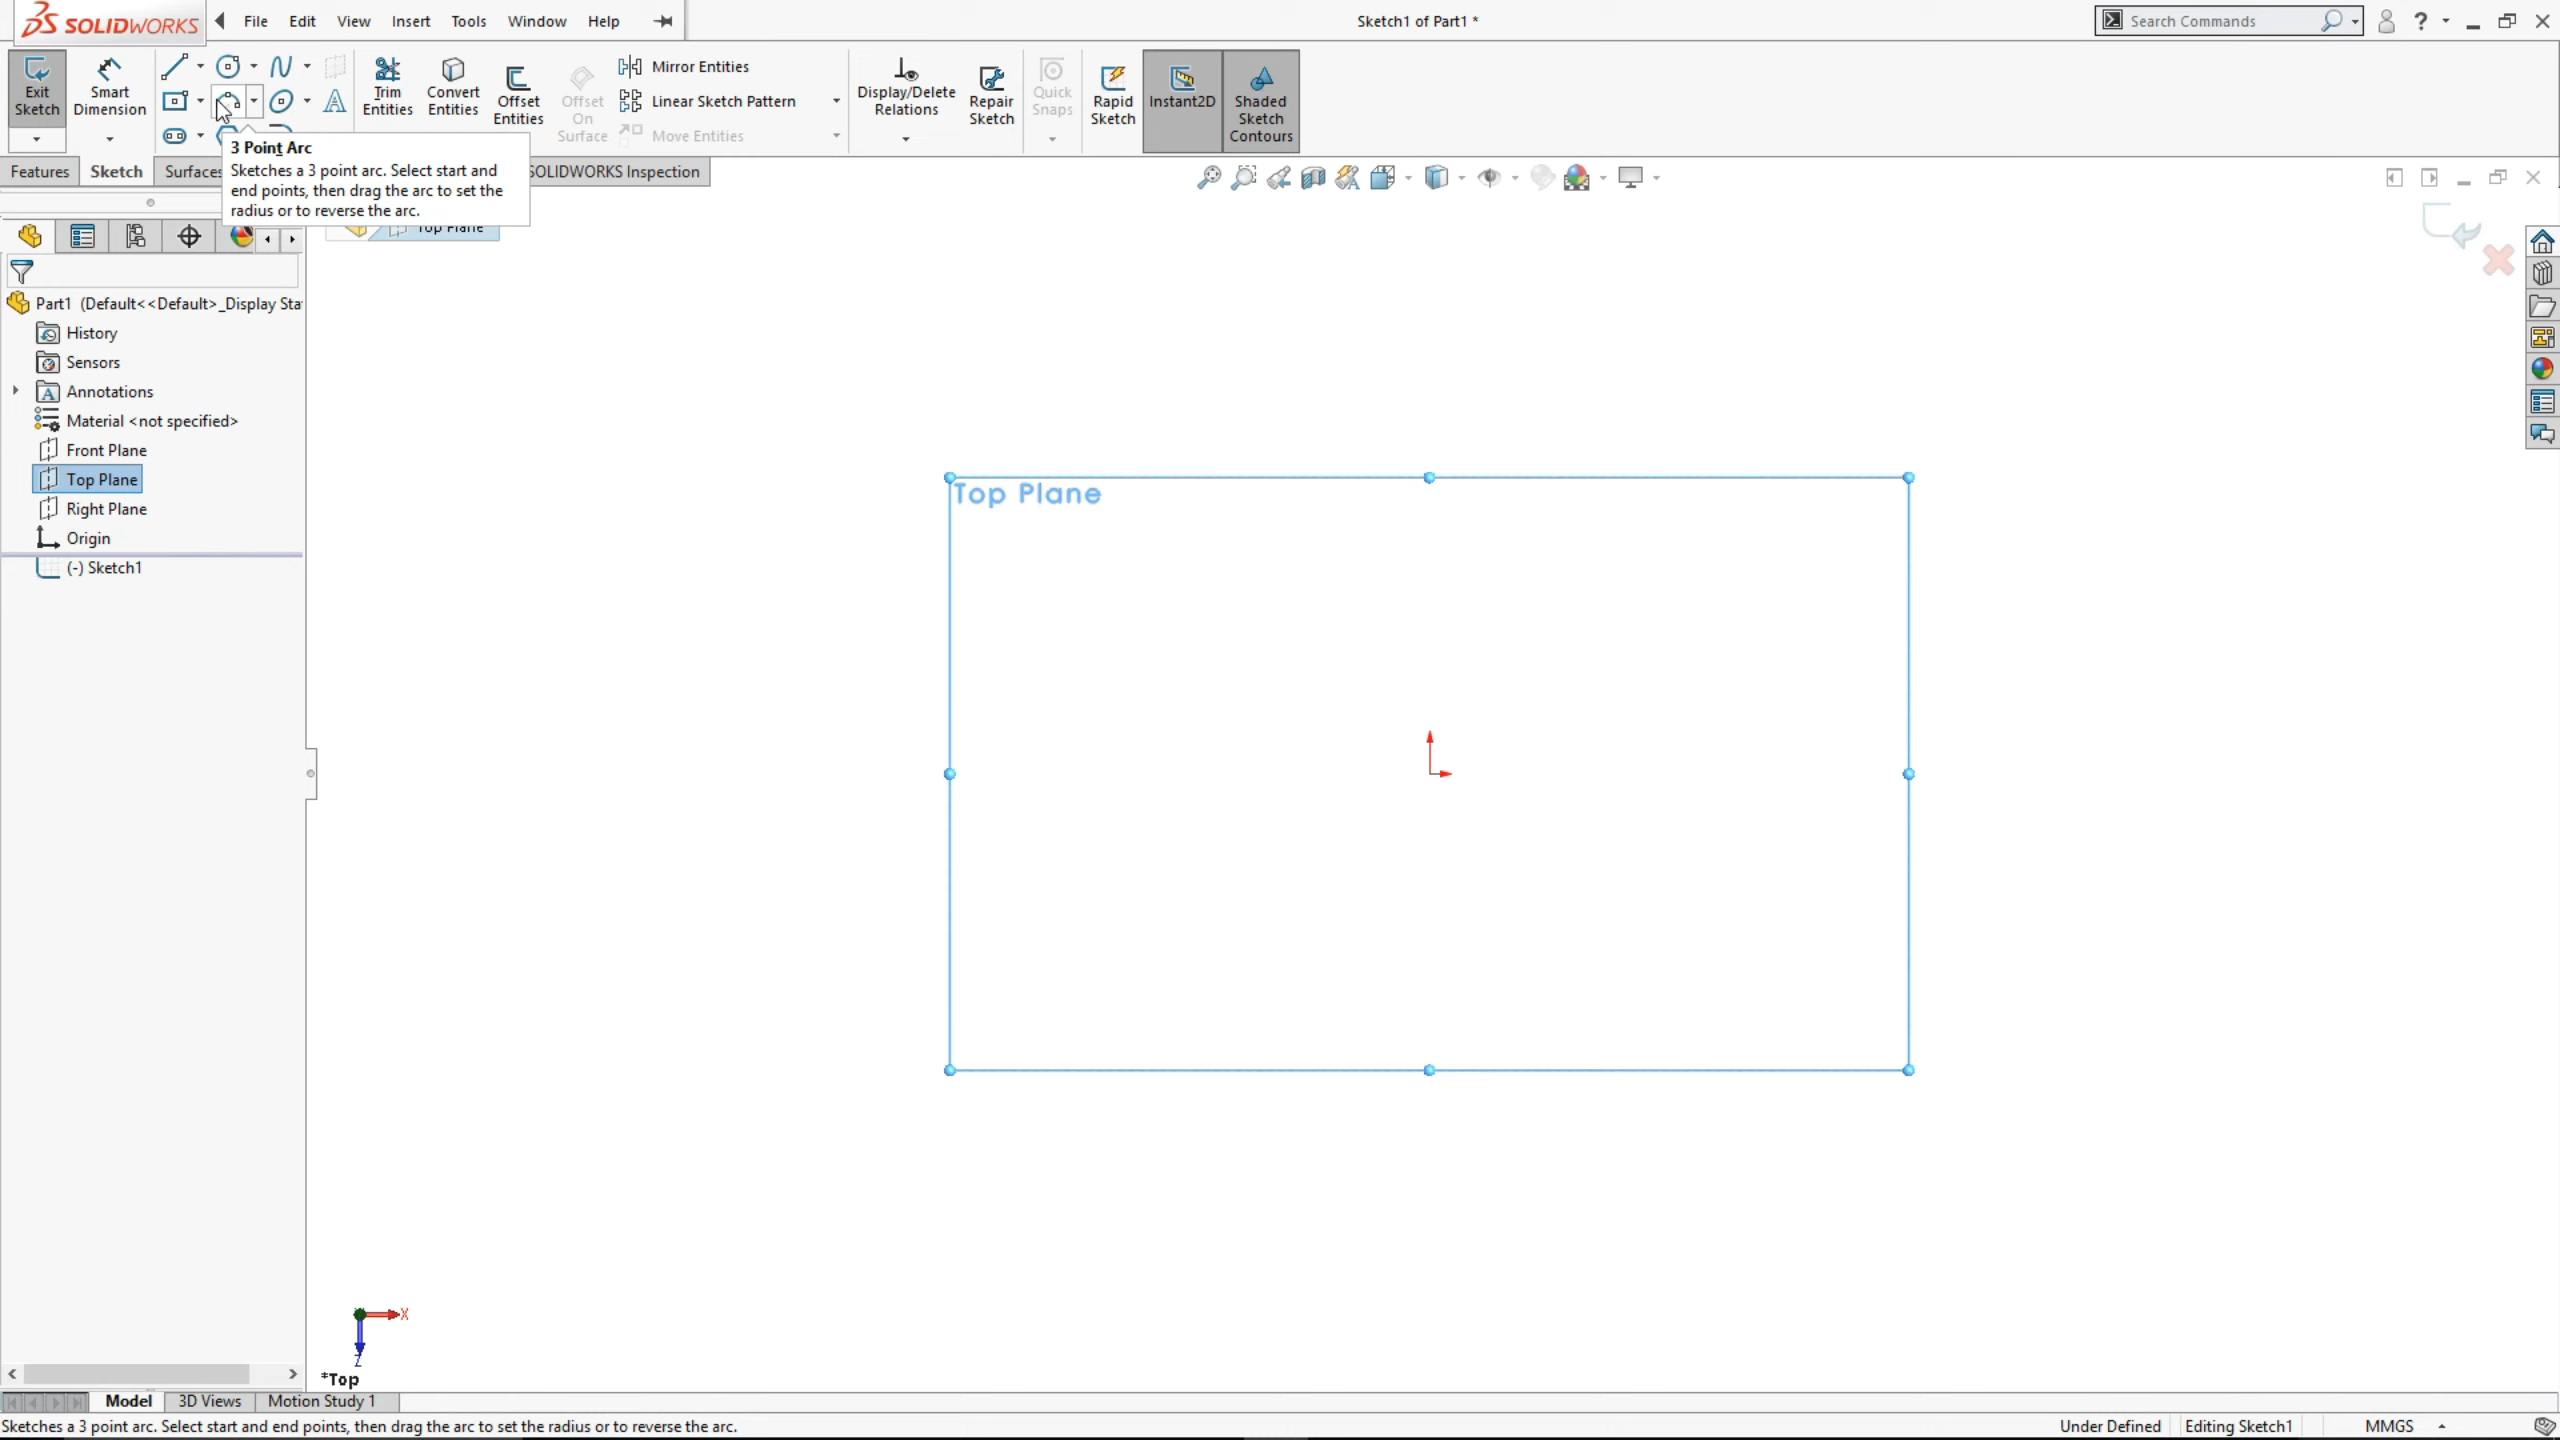 SOLIDWORKS File Edit View Insert Tools Window Help Sketch1 of Part1 * Search Commands ?
Exit Sketch
Smart Dimension
Trim Entities
Convert Entities
Offset Entities
Offset On Surface
Mirror Entities
Linear Sketch Pattern
Move Entities
Display/Delete Relations
Repair Sketch
Quick Snaps
Rapid Sketch
Instant2D
Shaded Sketch Contours
3 Point Arc
Sketches a 3 point arc. Select start and
end points, then drag the arc to set the
radius or to reverse the arc.
Features Sketch Surfaces SOLIDWORKS Inspection
Top Plane
Part1 (Default<<Default>_Display Sta
History
Sensors
Annotations
Material <not specified>
Front Plane
Top Plane
Right Plane
Origin
(-) Sketch1
Top Plane
X
Z
*Top
Model 3D Views Motion Study 1
Sketches a 3 point arc. Select start and end points, then drag the arc to set the radius or to reverse the arc. Under Defined Editing Sketch1 MMGS